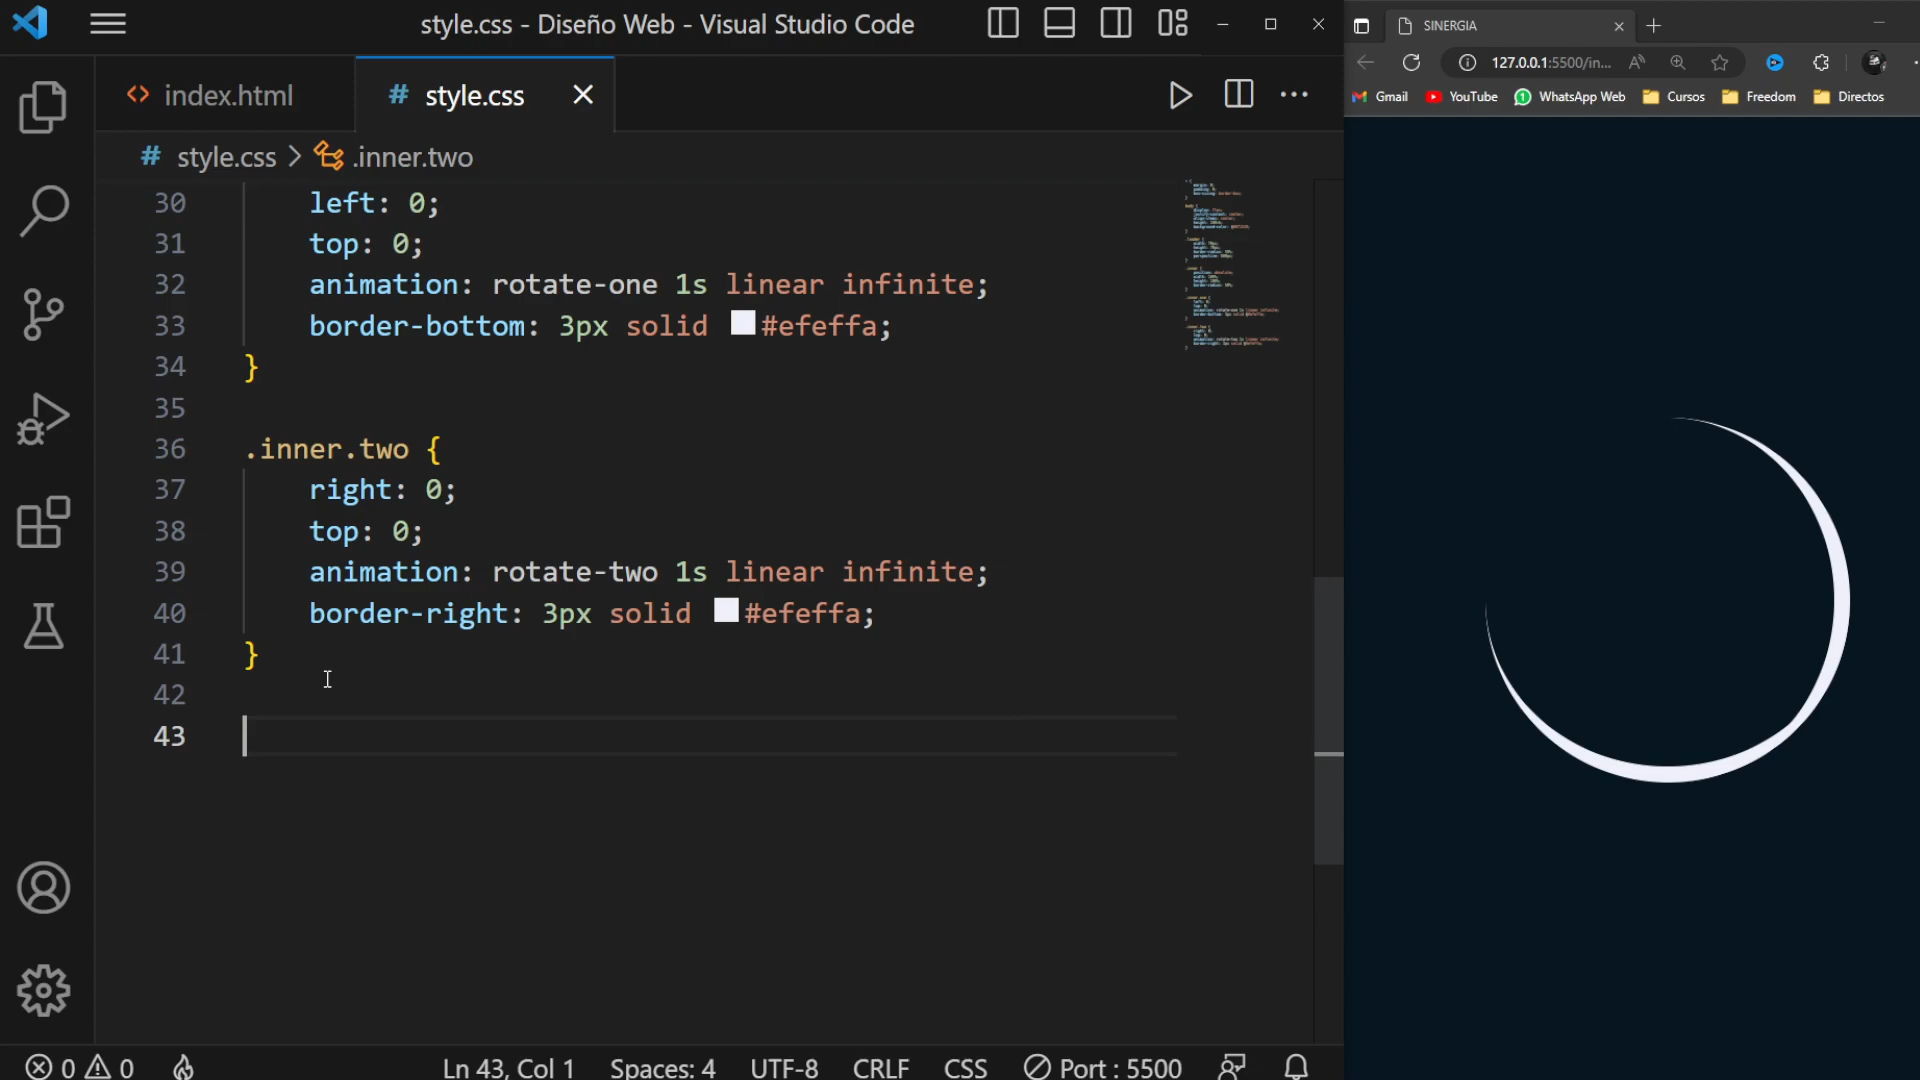 style.css - Diseño Web - Visual Studio Code
SINERGIA
index.html
# style.css
127.0.0.1:5500/in...
Gmail YouTube WhatsApp Web Cursos Freedom Directos
# style.css > .inner.two
30 left: 0;
31 top: 0;
32 animation: rotate-one 1s linear infinite;
33 border-bottom: 3px solid #efeffa;
34 }
35
36 .inner.two {
37 right: 0;
38 top: 0;
39 animation: rotate-two 1s linear infinite;
40 border-right: 3px solid #efeffa;
41 }
42
43
0 0 Ln 43, Col 1 Spaces: 4 UTF-8 CRLF CSS Port : 5500